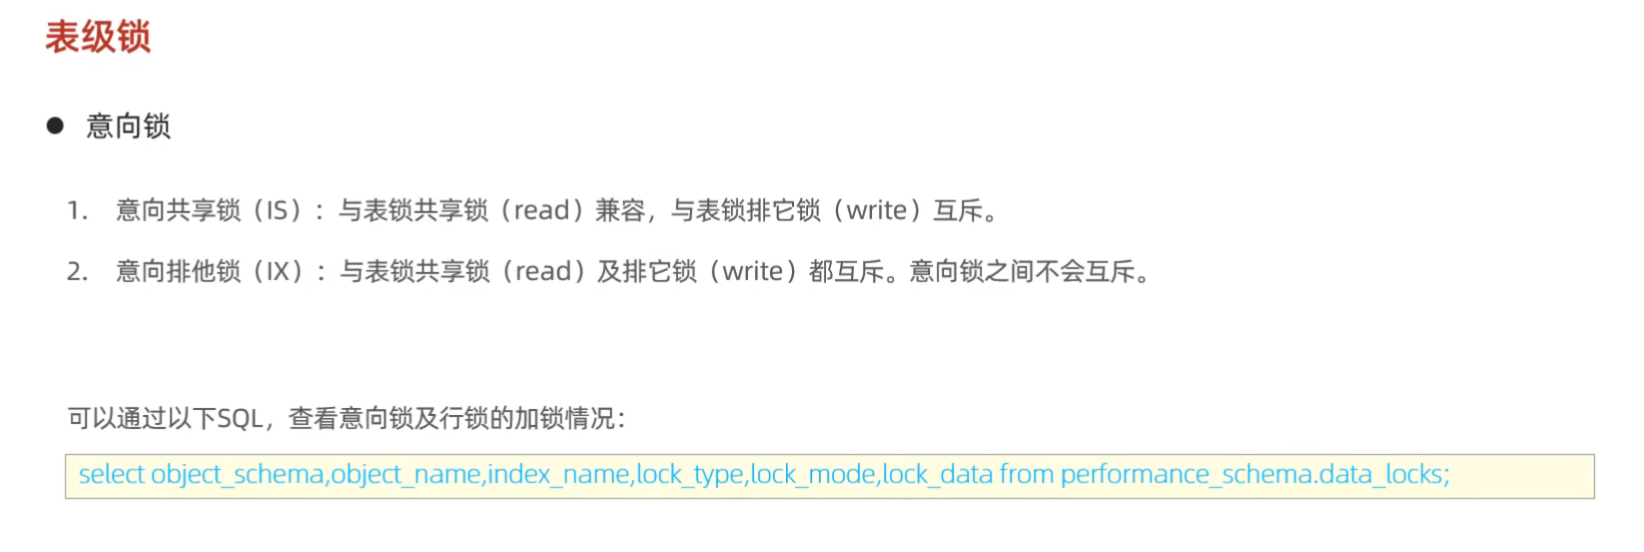 表级锁
● 意向锁
1. 意向共享锁（IS）：与表锁共享锁（read）兼容，与表锁排它锁（write）互斥。
2. 意向排他锁（IX）：与表锁共享锁（read）及排它锁（write）都互斥。意向锁之间不会互斥。
可以通过以下SQL，查看意向锁及行锁的加锁情况：
select object_schema,object_name,index_name,lock_type,lock_mode,lock_data from performance_schema.data_locks;